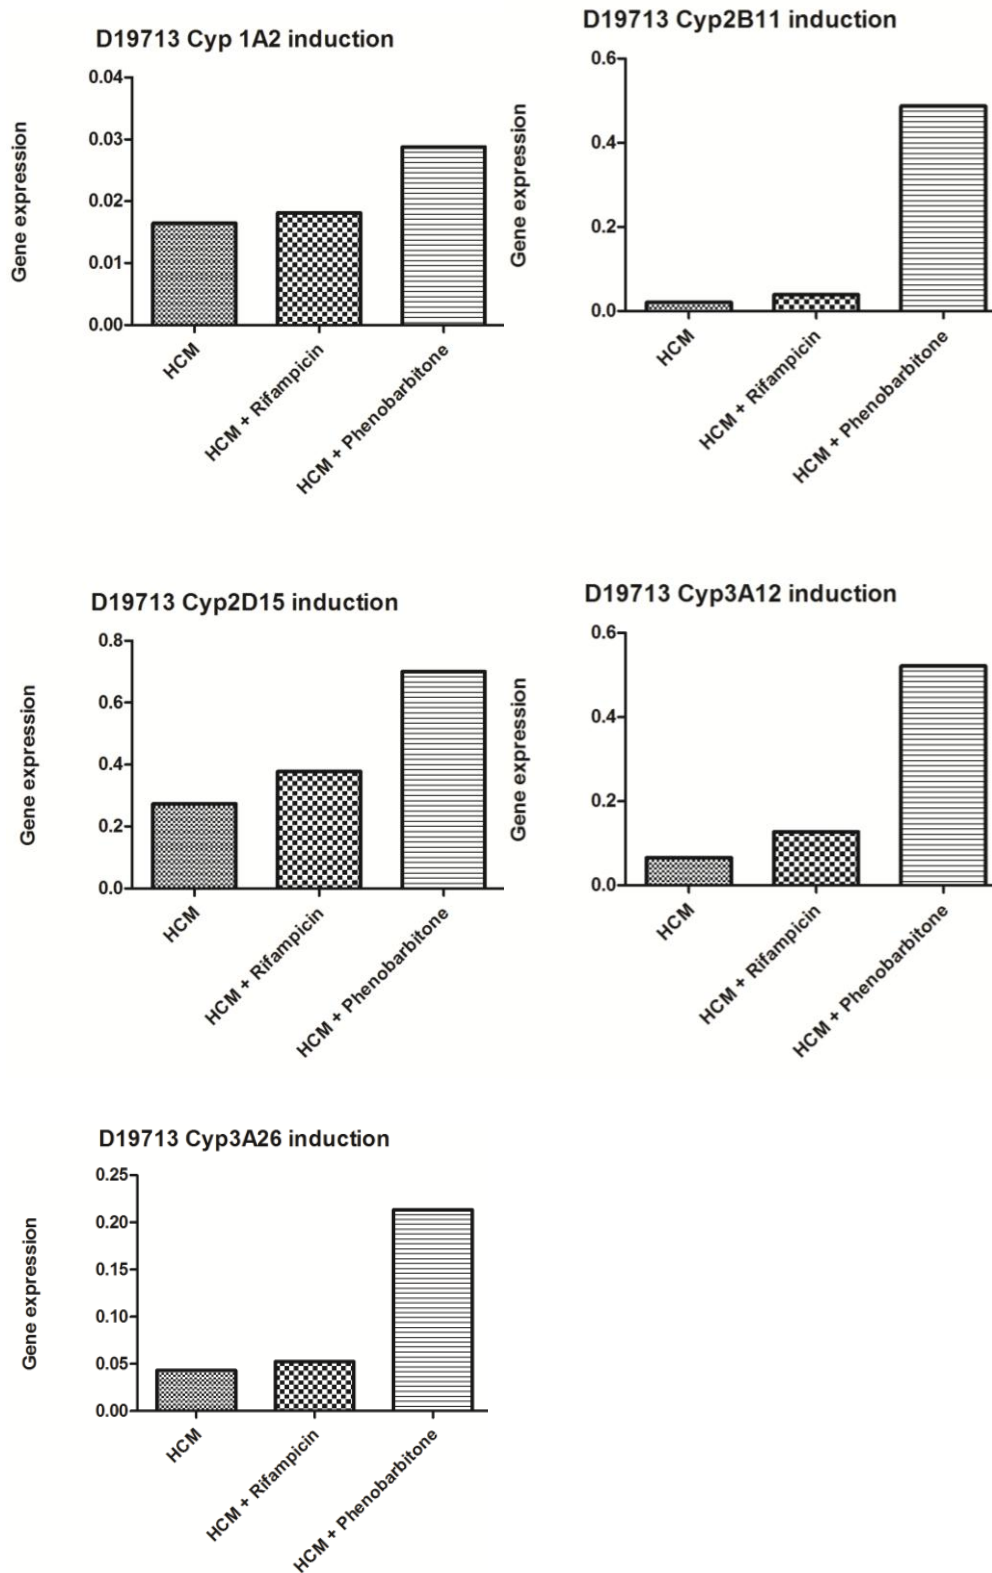 D19713 Cyp 1A2 induction
Gene expression
0.04
0.03
0.02
0.01
0.00
HCM
HCM + Rifampicin
HCM + Phenobarbitone
D19713 Cyp2B11 induction
Gene expression
0.6
0.4
0.2
0.0
HCM
HCM + Rifampicin
HCM + Phenobarbitone
D19713 Cyp2D15 induction
Gene expression
0.8
0.6
0.4
0.2
0.0
HCM
HCM + Rifampicin
HCM + Phenobarbitone
D19713 Cyp3A12 induction
Gene expression
0.6
0.4
0.2
0.0
HCM
HCM + Rifampicin
HCM + Phenobarbitone
D19713 Cyp3A26 induction
Gene expression
0.25
0.20
0.15
0.10
0.05
0.00
HCM
HCM + Rifampicin
HCM + Phenobarbitone